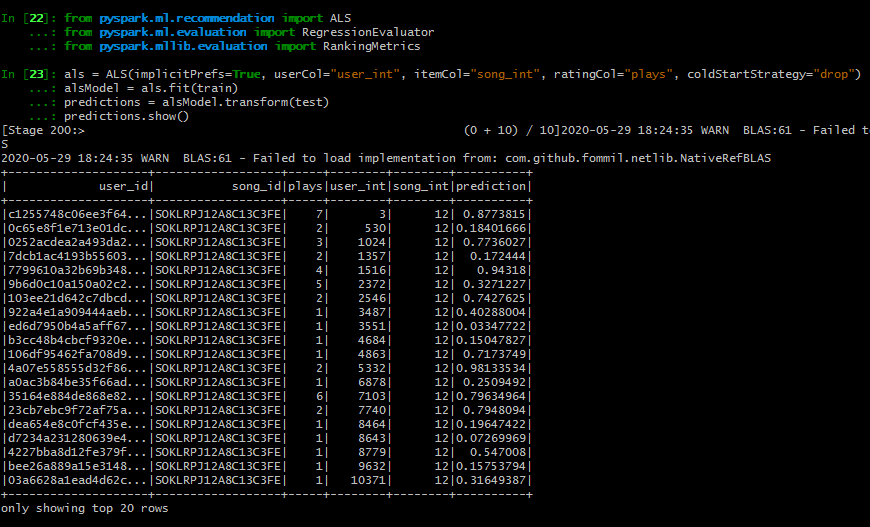 In [22]: from pyspark.ml.recommendation import ALS
    ...: from pyspark.ml.evaluation import RegressionEvaluator
    ...: from pyspark.mllib.evaluation import RankingMetrics

In [23]: als = ALS(implicitPrefs=True, userCol="user_int", itemCol="song_int", ratingCol="plays", coldStartStrategy="drop")
    ...: alsModel = als.fit(train)
    ...: predictions = alsModel.transform(test)
    ...: predictions.show()
[Stage 200:>                                                      (0 + 10) / 10]2020-05-29 18:24:35 WARN  BLAS:61 - Failed t
S
2020-05-29 18:24:35 WARN  BLAS:61 - Failed to load implementation from: com.github.fommil.netlib.NativeRefBLAS
+--------------------+------------------+-----+--------+--------+----------+
|             user_id|           song_id|plays|user_int|song_int|prediction|
+--------------------+------------------+-----+--------+--------+----------+
|c1255748c06ee3f64...|SOKLRPJ12A8C13C3FE|    7|       3|      12| 0.8773815|
|0c65e8f1e713e01dc...|SOKLRPJ12A8C13C3FE|    2|     530|      12|0.18401666|
|0252acdea2a493da2...|SOKLRPJ12A8C13C3FE|    3|    1024|      12| 0.7736027|
|7dcb1ac4193b55603...|SOKLRPJ12A8C13C3FE|    2|    1357|      12|  0.172444|
|7799610a32b69b348...|SOKLRPJ12A8C13C3FE|    4|    1516|      12|   0.94318|
|9b6d0c10a150a02c2...|SOKLRPJ12A8C13C3FE|    5|    2372|      12| 0.3271227|
|103ee21d642c7dbcd...|SOKLRPJ12A8C13C3FE|    2|    2546|      12| 0.7427625|
|922a4e1a909444aeb...|SOKLRPJ12A8C13C3FE|    1|    3487|      12|0.40288004|
|ed6d7950b4a5aff67...|SOKLRPJ12A8C13C3FE|    1|    3551|      12|0.03347722|
|b3cc48b4cbcf9320e...|SOKLRPJ12A8C13C3FE|    1|    4684|      12|0.15047827|
|106df95462fa708d9...|SOKLRPJ12A8C13C3FE|    1|    4863|      12| 0.7173749|
|4a07e558555d32f86...|SOKLRPJ12A8C13C3FE|    2|    5332|      12|0.98133534|
|a0ac3b84be35f66ad...|SOKLRPJ12A8C13C3FE|    1|    6878|      12| 0.2509492|
|35164e884de868e82...|SOKLRPJ12A8C13C3FE|    6|    7103|      12|0.79634964|
|23cb7ebc9f72af75a...|SOKLRPJ12A8C13C3FE|    2|    7740|      12| 0.7948094|
|dea654e8c0fcf435e...|SOKLRPJ12A8C13C3FE|    1|    8464|      12|0.19647422|
|d7234a231280639e4...|SOKLRPJ12A8C13C3FE|    1|    8643|      12|0.07269969|
|4227bba8d12fe379f...|SOKLRPJ12A8C13C3FE|    1|    8779|      12|  0.547008|
|bee26a889a15e3148...|SOKLRPJ12A8C13C3FE|    1|    9632|      12|0.15753794|
|03a6628a1ead4d62c...|SOKLRPJ12A8C13C3FE|    1|   10371|      12|0.31649387|
+--------------------+------------------+-----+--------+--------+----------+
only showing top 20 rows